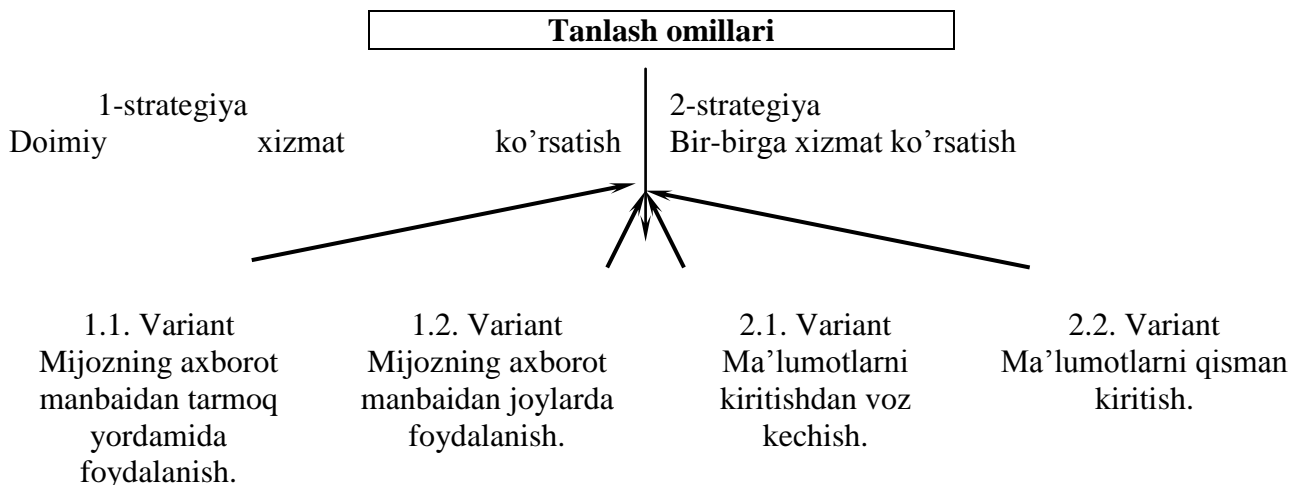 Tanlash omillari
1-strategiya
Doimiy xizmat ko’rsatish
2-strategiya
Bir-birga xizmat ko’rsatish
1.1. Variant
Mijozning axborot
manbaidan tarmoq
yordamida
foydalanish.
1.2. Variant
Mijozning axborot
manbaidan joylarda
foydalanish.
2.1. Variant
Ma’lumotlarni
kiritishdan voz
kechish.
2.2. Variant
Ma’lumotlarni qisman
kiritish.